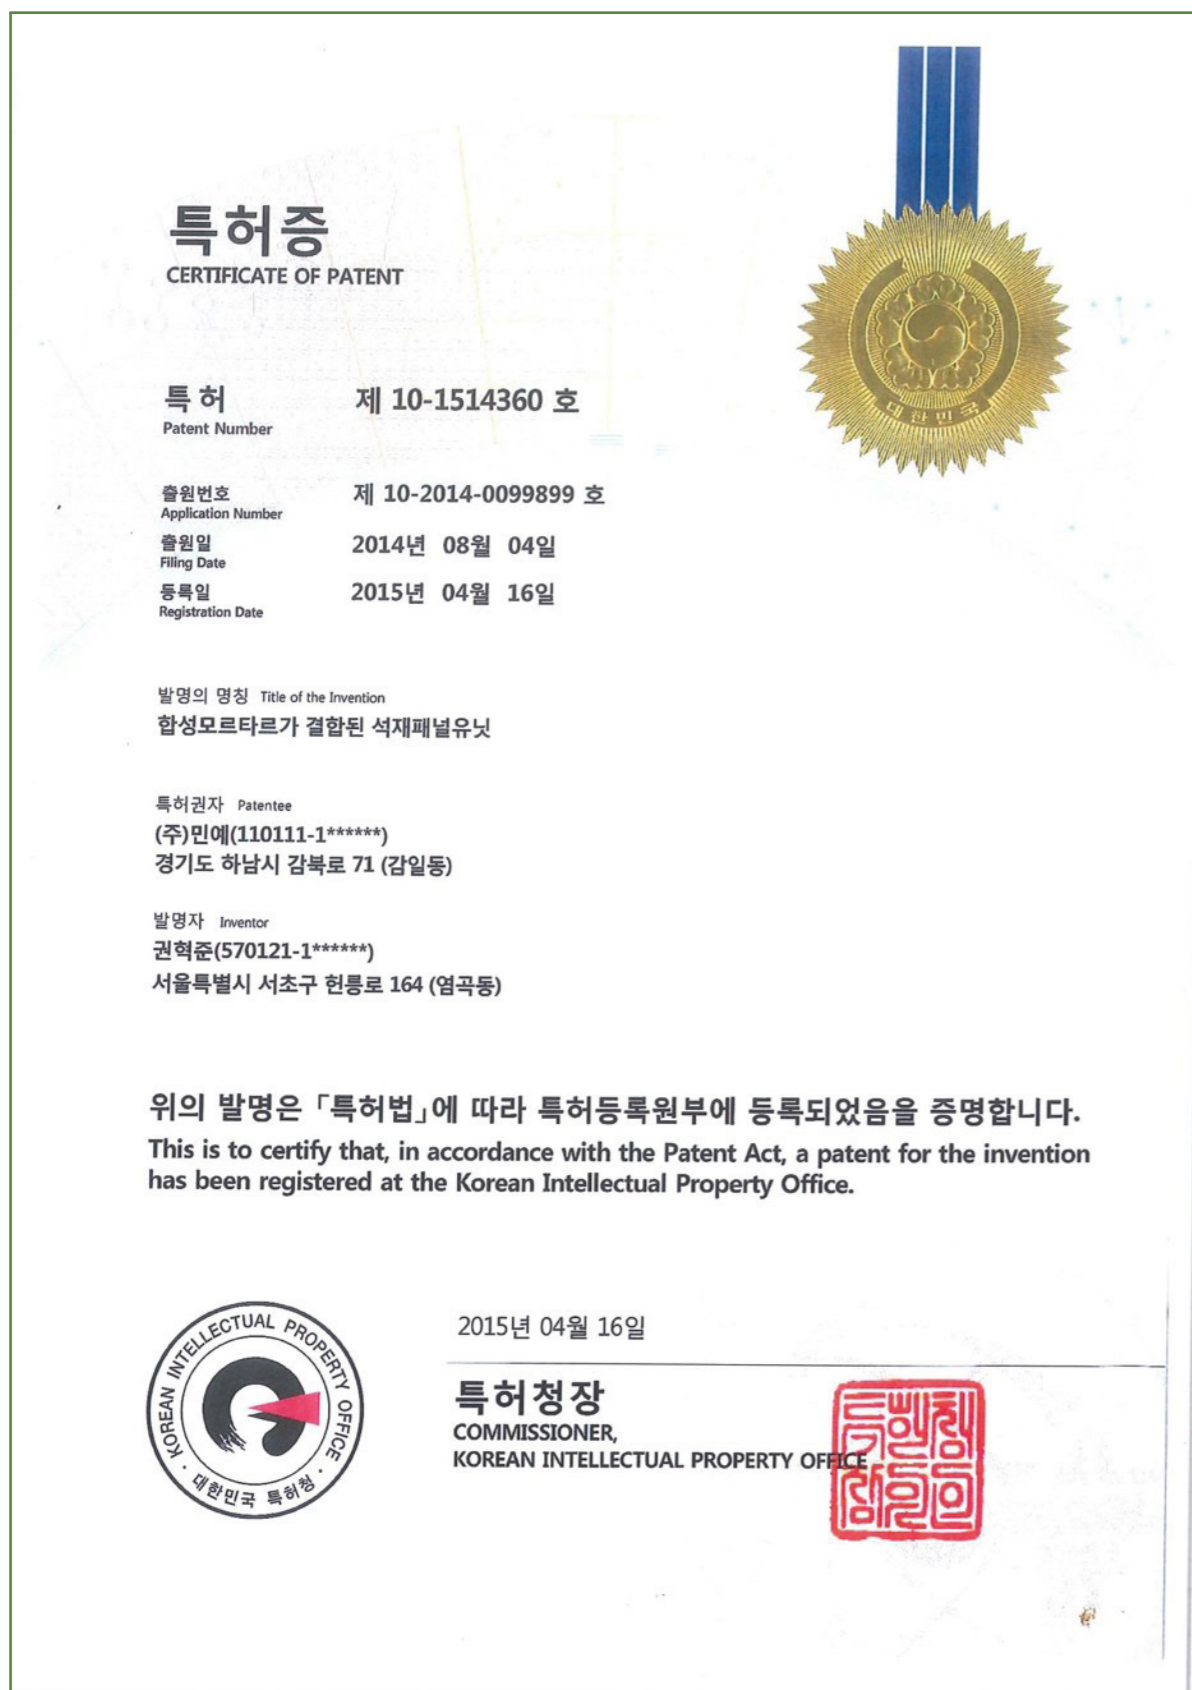 대한민국
특허증
CERTIFICATE OF PATENT
특 허
Patent Number
제 10-1514360 호
출원번호
Application Number
제 10-2014-0099899 호
출원일
Filing Date
2014년 08월 04일
등록일
Registration Date
2015년 04월 16일
발명의 명칭 Title of the Invention
합성모르타르가 결합된 석재패널유닛
특허권자 Patentee
(주)민예(110111-1******)
경기도 하남시 감북로 71 (감일동)
발명자 Inventor
권혁준(570121-1******)
서울특별시 서초구 헌릉로 164 (염곡동)
위의 발명은 「특허법」에 따라 특허등록원부에 등록되었음을 증명합니다.
This is to certify that, in accordance with the Patent Act, a patent for the invention
has been registered at the Korean Intellectual Property Office.
KOREAN INTELLECTUAL PROPERTY OFFICE
· 대한민국 특허청 ·
2015년 04월 16일
특허청장
COMMISSIONER,
KOREAN INTELLECTUAL PROPERTY OFFICE